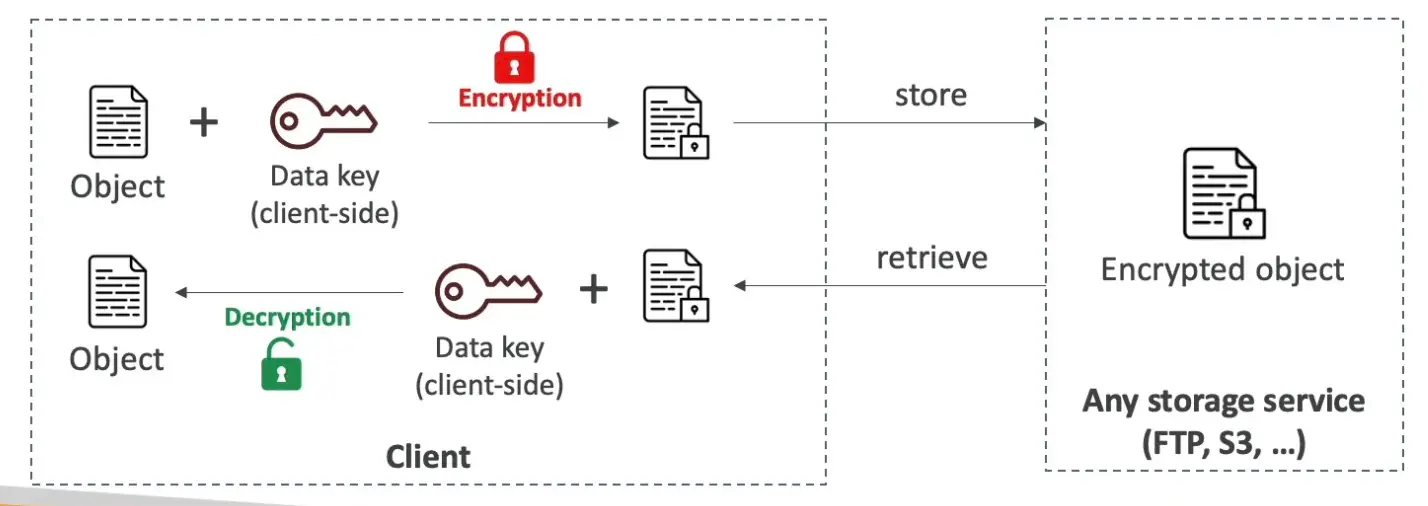 Encryption
store
Object
Data key
(client-side)
retrieve
Encrypted object
Decryption
Object
Data key
(client-side)
Any storage service
(FTP, S3, …)
Client